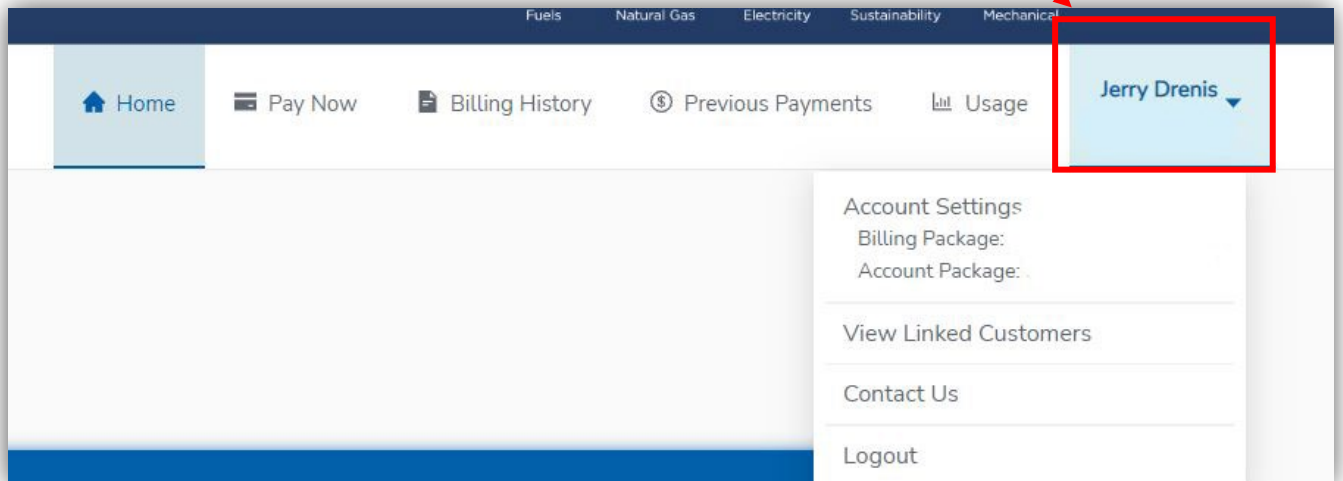 Fuels Natural Gas Electricity Sustainability Mechanical
Home Pay Now Billing History Previous Payments Usage Jerry Drenis
Account Settings
Billing Package:
Account Package:
View Linked Customers
Contact Us
Logout